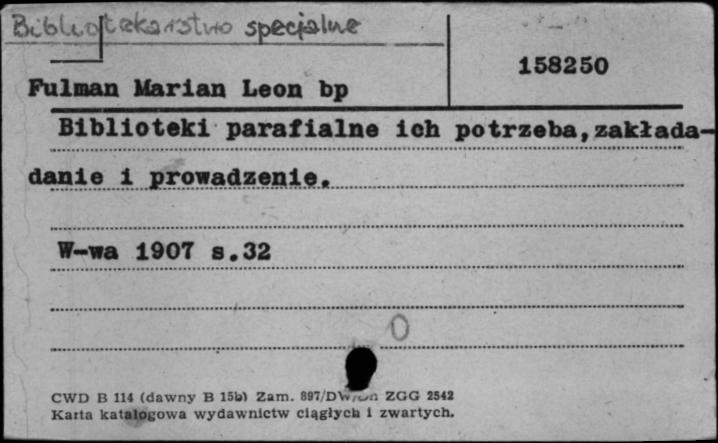 Bibliotekarstwo specjalne
158250
Fulman Marian Leon bp
Biblioteki parafialne ich potrzeba,zakłada-
danie i prowadzenie.
W-wa 1907 s.32
0
CWD B 114 (dawny B 15b) Zam. 897/DW/ ZGG 2542
Karta katalogowa wydawnictw ciągłych i zwartych.